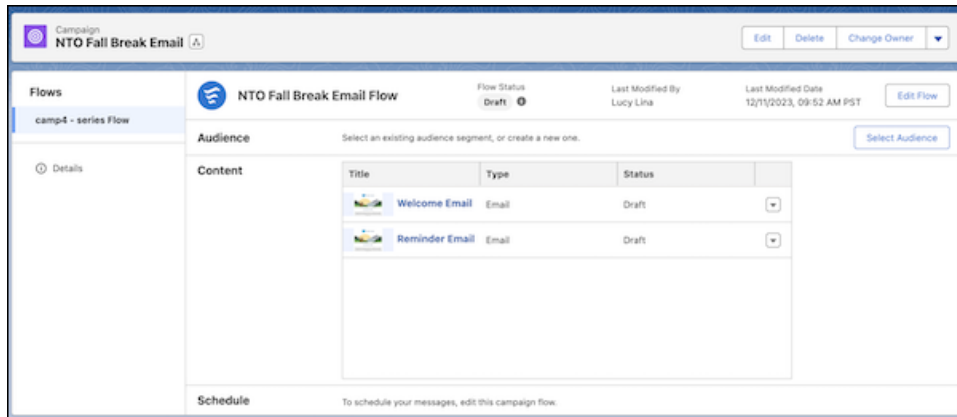 Campaign
NTO Fall Break Email
Edit
Delete
Change Owner
Flows
camp4 - series Flow
Details
NTO Fall Break Email Flow
Flow Status
Draft
Last Modified By
Lucy Lina
Last Modified Date
12/11/2023, 09:52 AM PST
Edit Flow
Audience
Select an existing audience segment, or create a new one.
Select Audience
Content
Title
Type
Status
Welcome Email
Email
Draft
Reminder Email
Email
Draft
Schedule
To schedule your messages, edit this campaign flow.